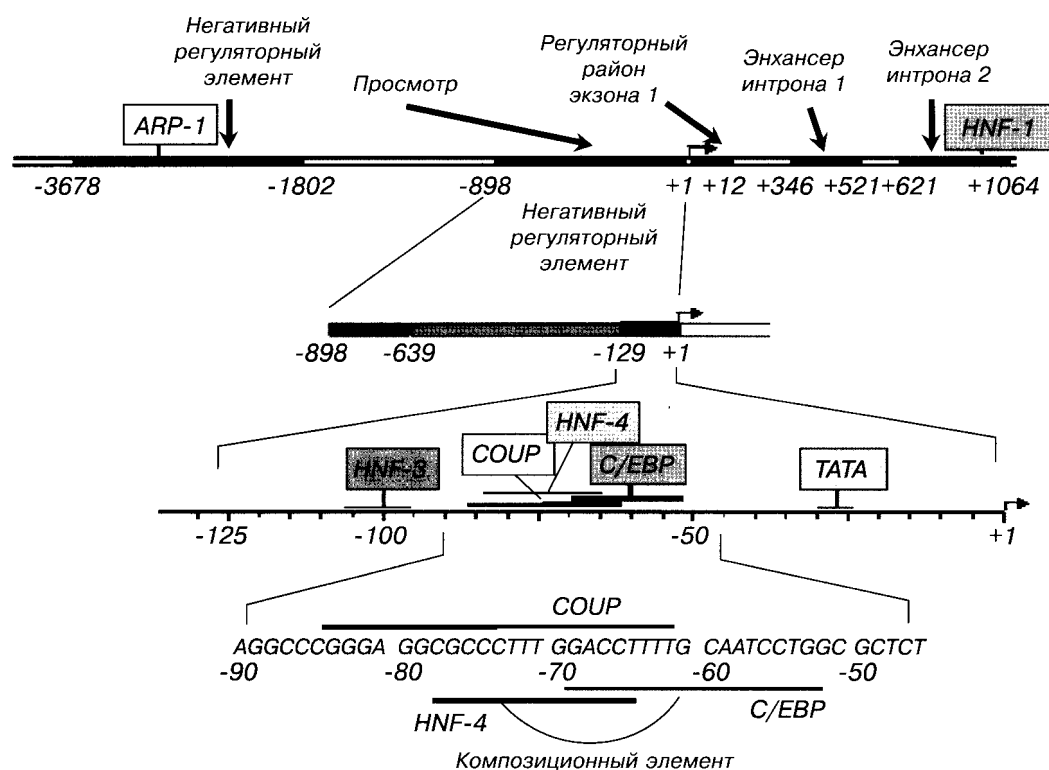 Негативный
регуляторный
элемент
Просмотр
Регуляторный
район
экзона 1
Энхансер
интрона 1
Энхансер
интрона 2
ARP-1
HNF-1
-3678 -1802 -898 +1 +12 +346 +521 +621 +1064
Негативный
регуляторный
элемент
-898 -639 -129 +1
HNF-4
COUP
HNF-3
C/EBP
TATA
-125 -100 -50 +1
COUP
AGGCCCGGGA GGCGCCCTTT GGACCTTTTG CAATCCTGGC GCTCT
-90 -80 -70 -60 -50
HNF-4 C/EBP
Композиционный элемент